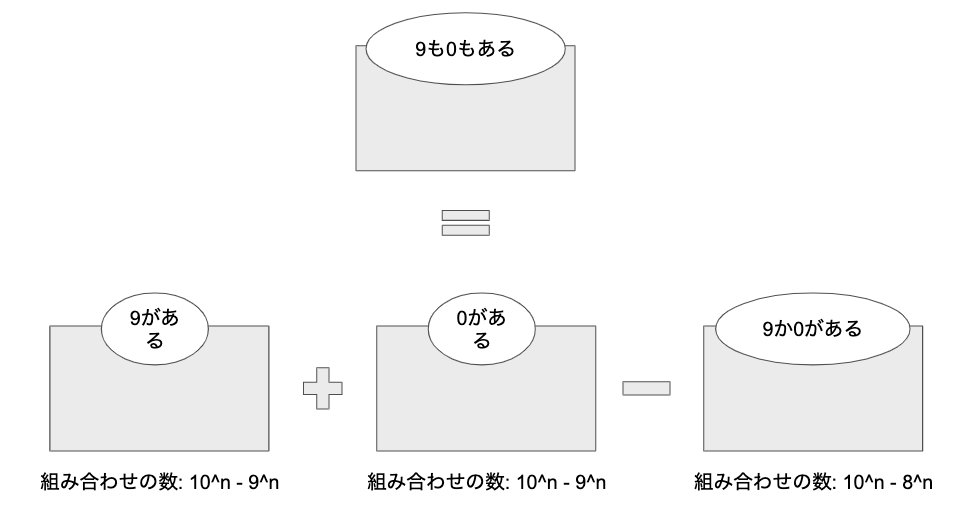 9も0もある
9があ
る
0があ
る
9か0がある
組み合わせの数: 10^n - 9^n
組み合わせの数: 10^n - 9^n
組み合わせの数: 10^n - 8^n